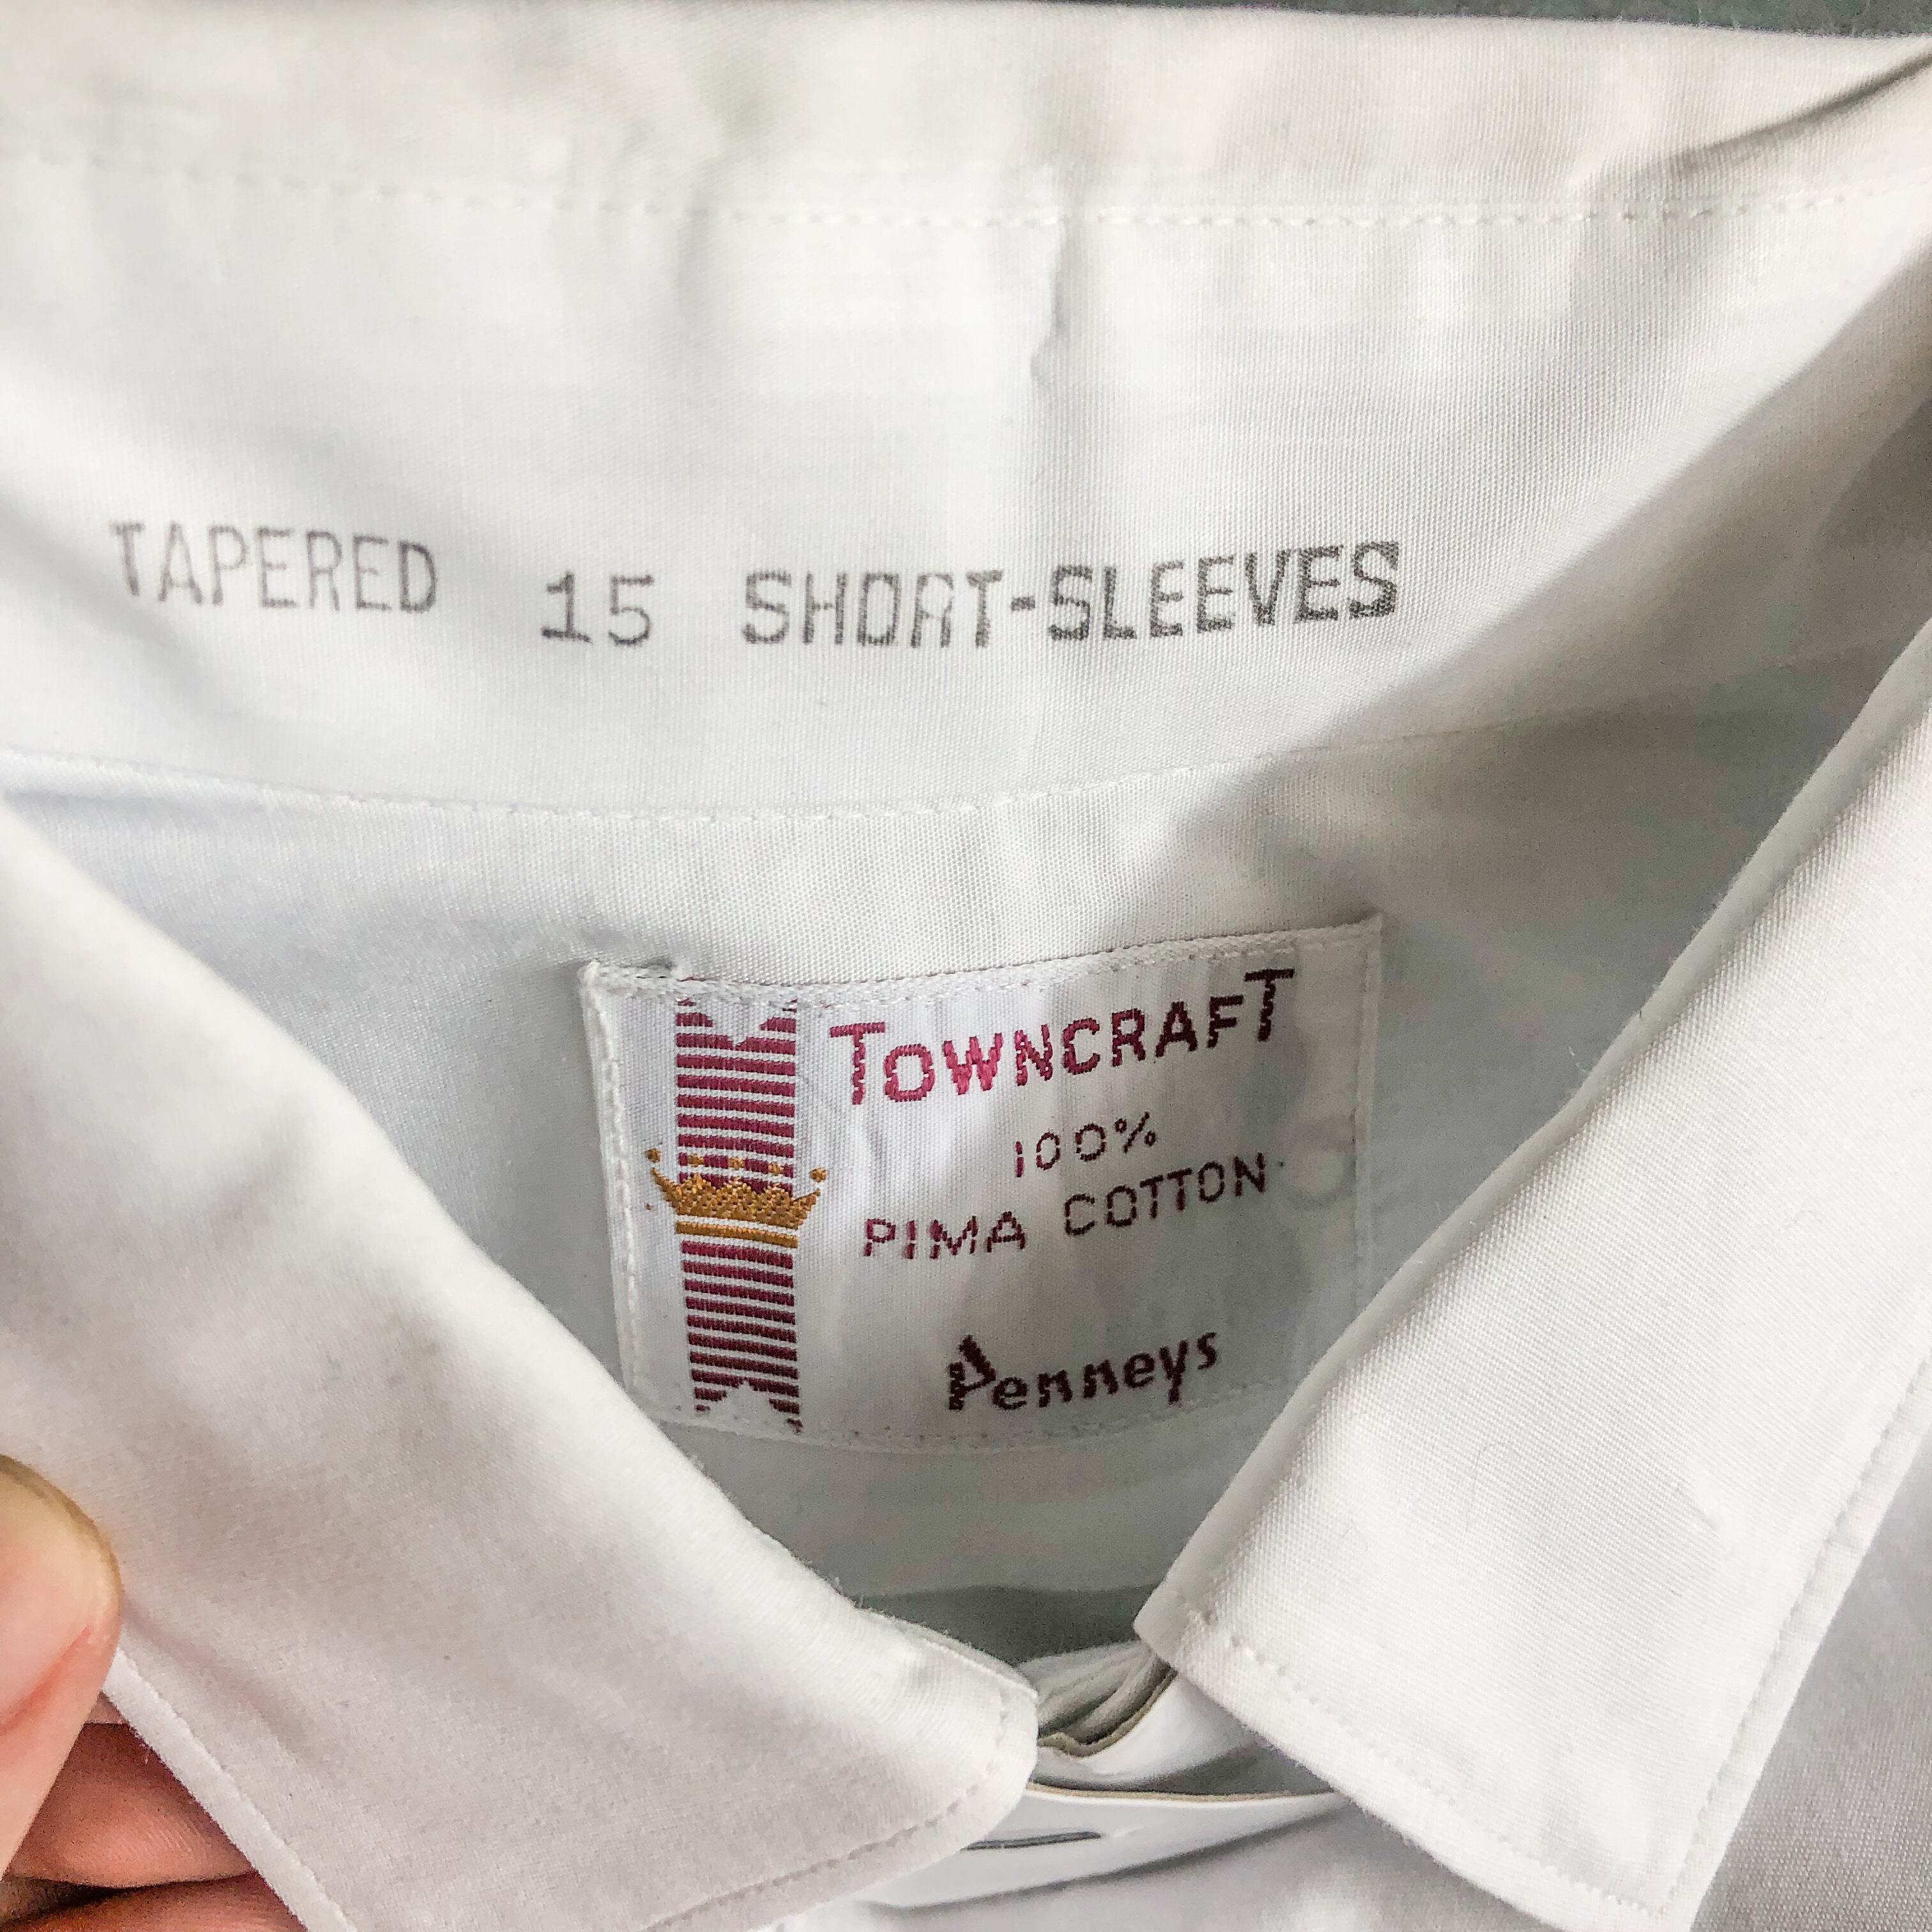 TAPERED 15 SHORT-SLEEVES
TOWNCRAFT
100%
PIMA COTTON
Penneys